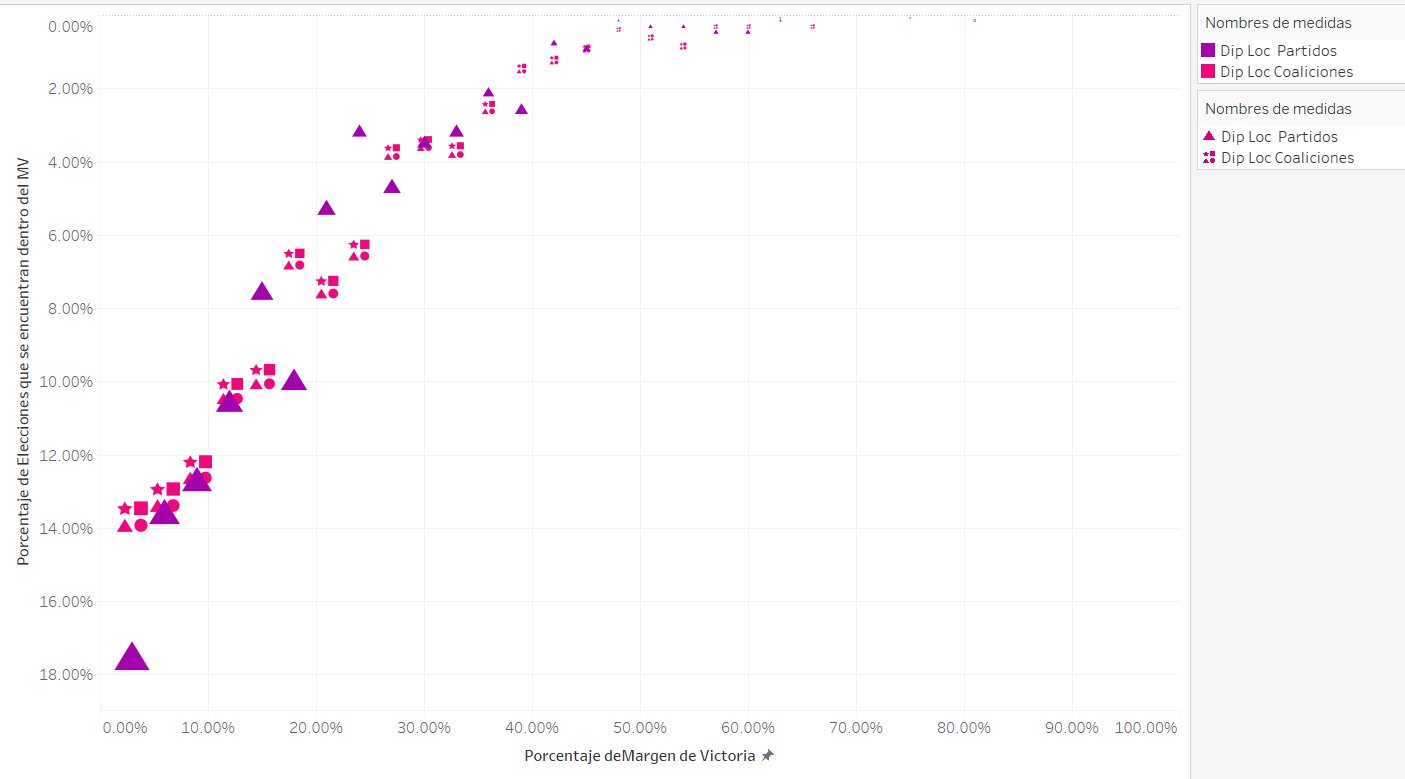 0.00%
2.00%
4.00%
6.00%
8.00%
10.00%
12.00%
14.00%
16.00%
18.00%
Porcentaje de Elecciones que se encuentran dentro del MV
0.00% 10.00% 20.00% 30.00% 40.00% 50.00% 60.00% 70.00% 80.00% 90.00% 100.00%
Porcentaje deMargen de Victoria
Nombres de medidas
Dip Loc Partidos
Dip Loc Coaliciones
Nombres de medidas
Dip Loc Partidos
Dip Loc Coaliciones